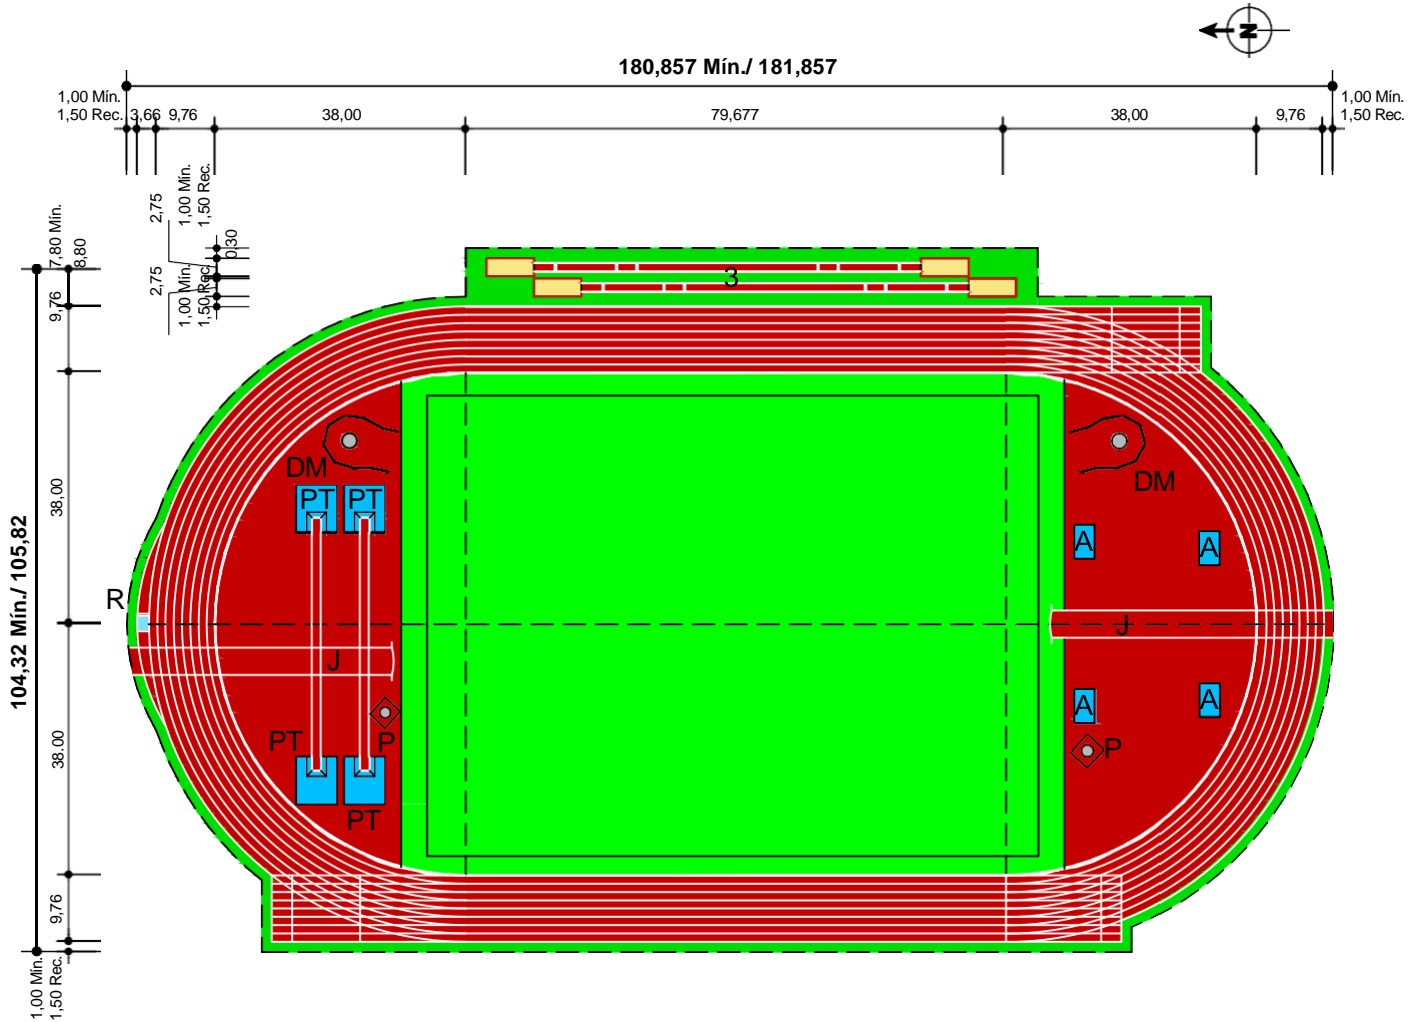 N
180,857 Mín./ 181,857
1,00 Mín.
1,50 Rec.
3,66
9,76
38,00
79,677
38,00
9,76
1,00 Mín.
1,50 Rec.
7,80 Mín.
8,80
9,76
38,00
38.00
9,76
1,00 Mín.
1,50 Rec.
104,32 Mín./ 105,82
2,75
1,00 Mín.
1,50 Rec.
0,30
2,75
1,00 Mín.
1,50 Rec.
3
DM
PT
PT
DM
A
A
R
J
J
A
A
PT
P
P
PT